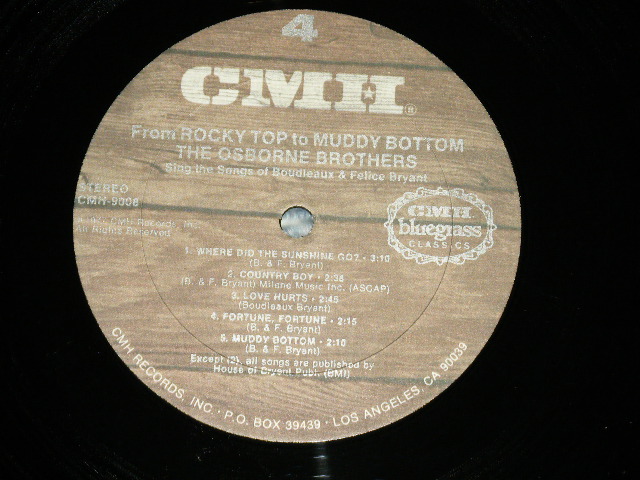 4
CMH®
From ROCKY TOP to MUDDY BOTTOM
THE OSBORNE BROTHERS
Sing the Songs of Boudleaux & Felice Bryant
STEREO
CMH-9008
CMH Records, Inc.
All Rights Reserved
CMH
bluegrass
CLASSICS
1. WHERE DID THE SUNSHINE GO? • 3:10
(B. & F. Bryant)
2. COUNTRY BOY • 2:38
(B. & F. Bryant) Milene Music Inc. (ASCAP)
3. LOVE HURTS • 2:45
(Boudleaux Bryant)
4. FORTUNE, FORTUNE • 2:15
(B. & F. Bryant)
5. MUDDY BOTTOM • 2:10
(B. & F. Bryant)
Except (2), all songs are published by
House of Bryant Publ. (BMI)
CMH RECORDS, INC. • P.O. BOX 39439 • LOS ANGELES, CA 90039